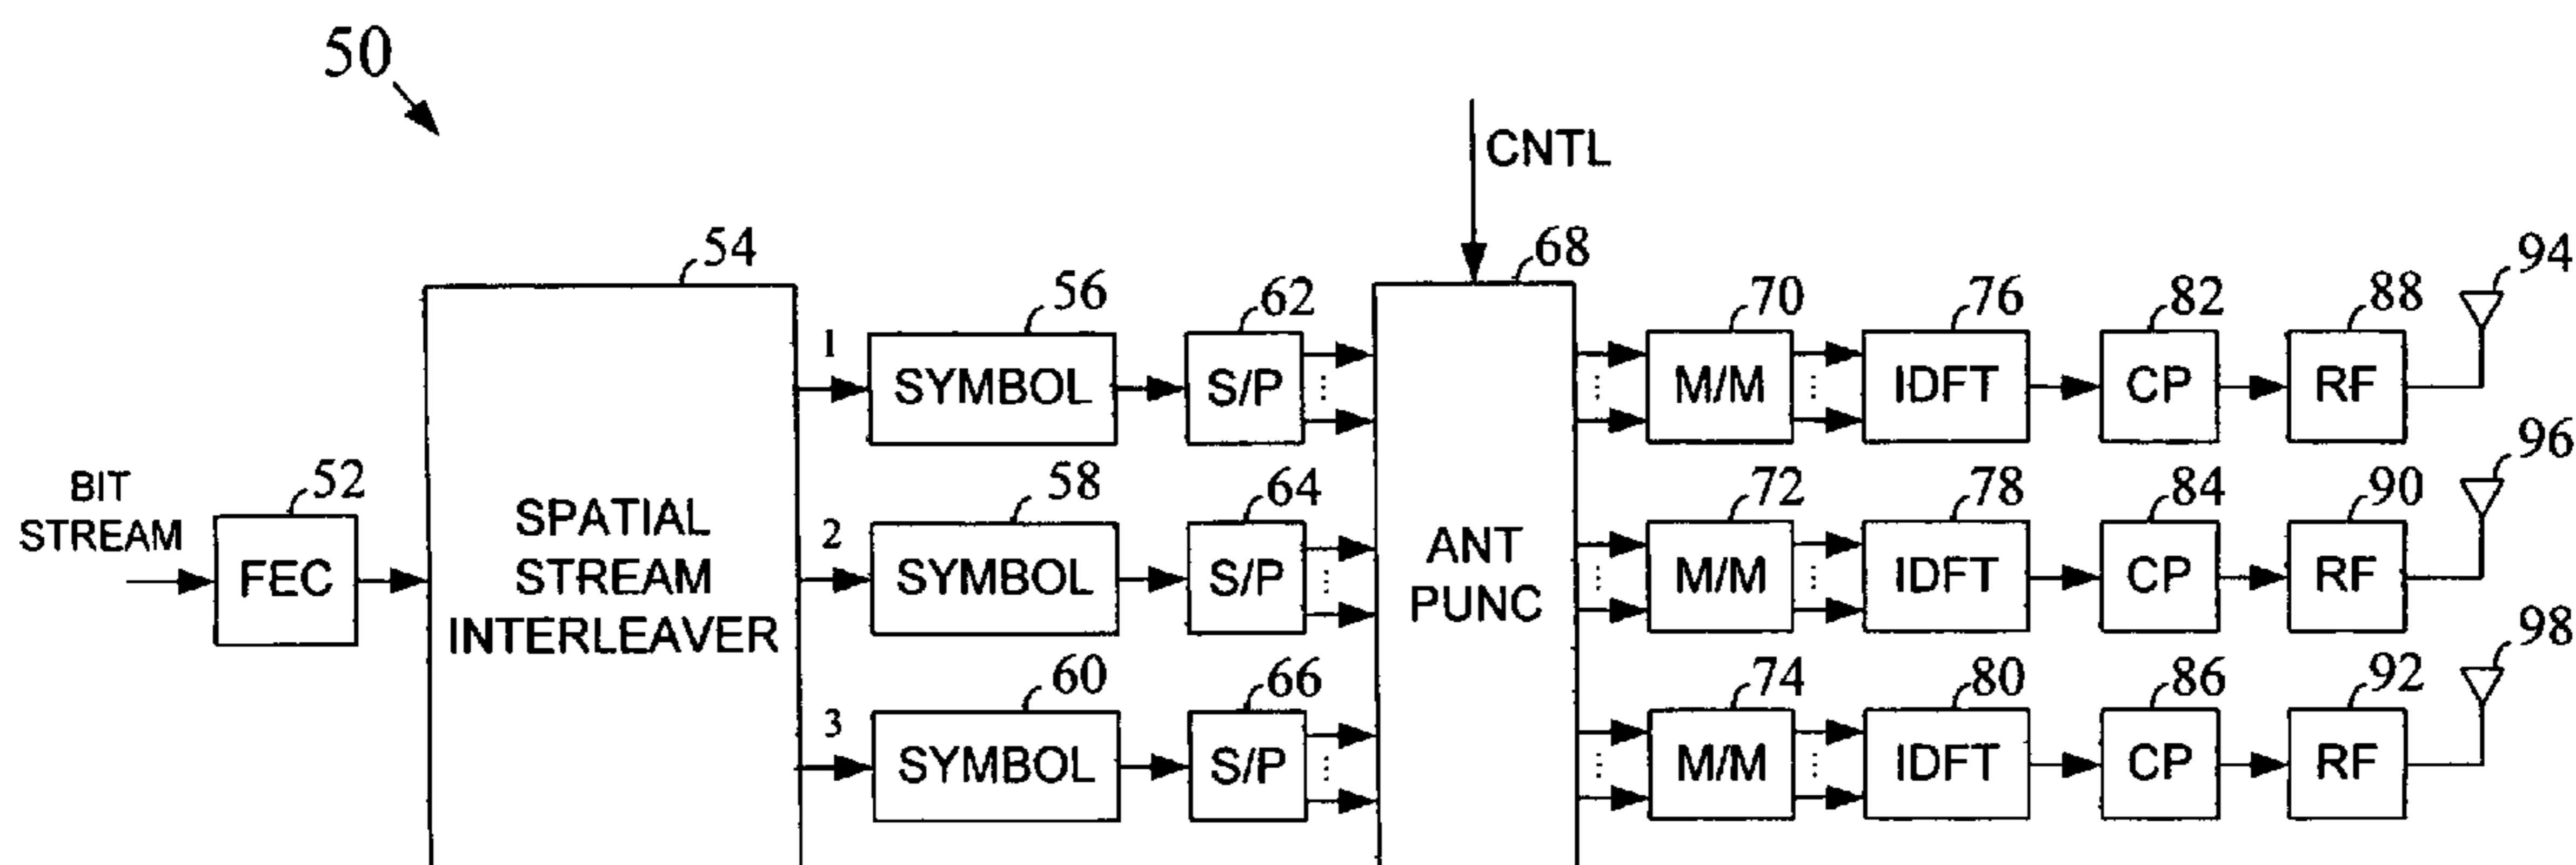 50
CNTL
54
68
94
56
62
70
76
82
88
1
SYMBOL
S/P
M/M
IDFT
CP
RF
96
BIT
STREAM
52
58
64
72
78
84
90
FEC
SPATIAL
STREAM
INTERLEAVER
2
SYMBOL
S/P
ANT
PUNC
M/M
IDFT
CP
RF
98
60
66
74
80
86
92
3
SYMBOL
S/P
M/M
IDFT
CP
RF